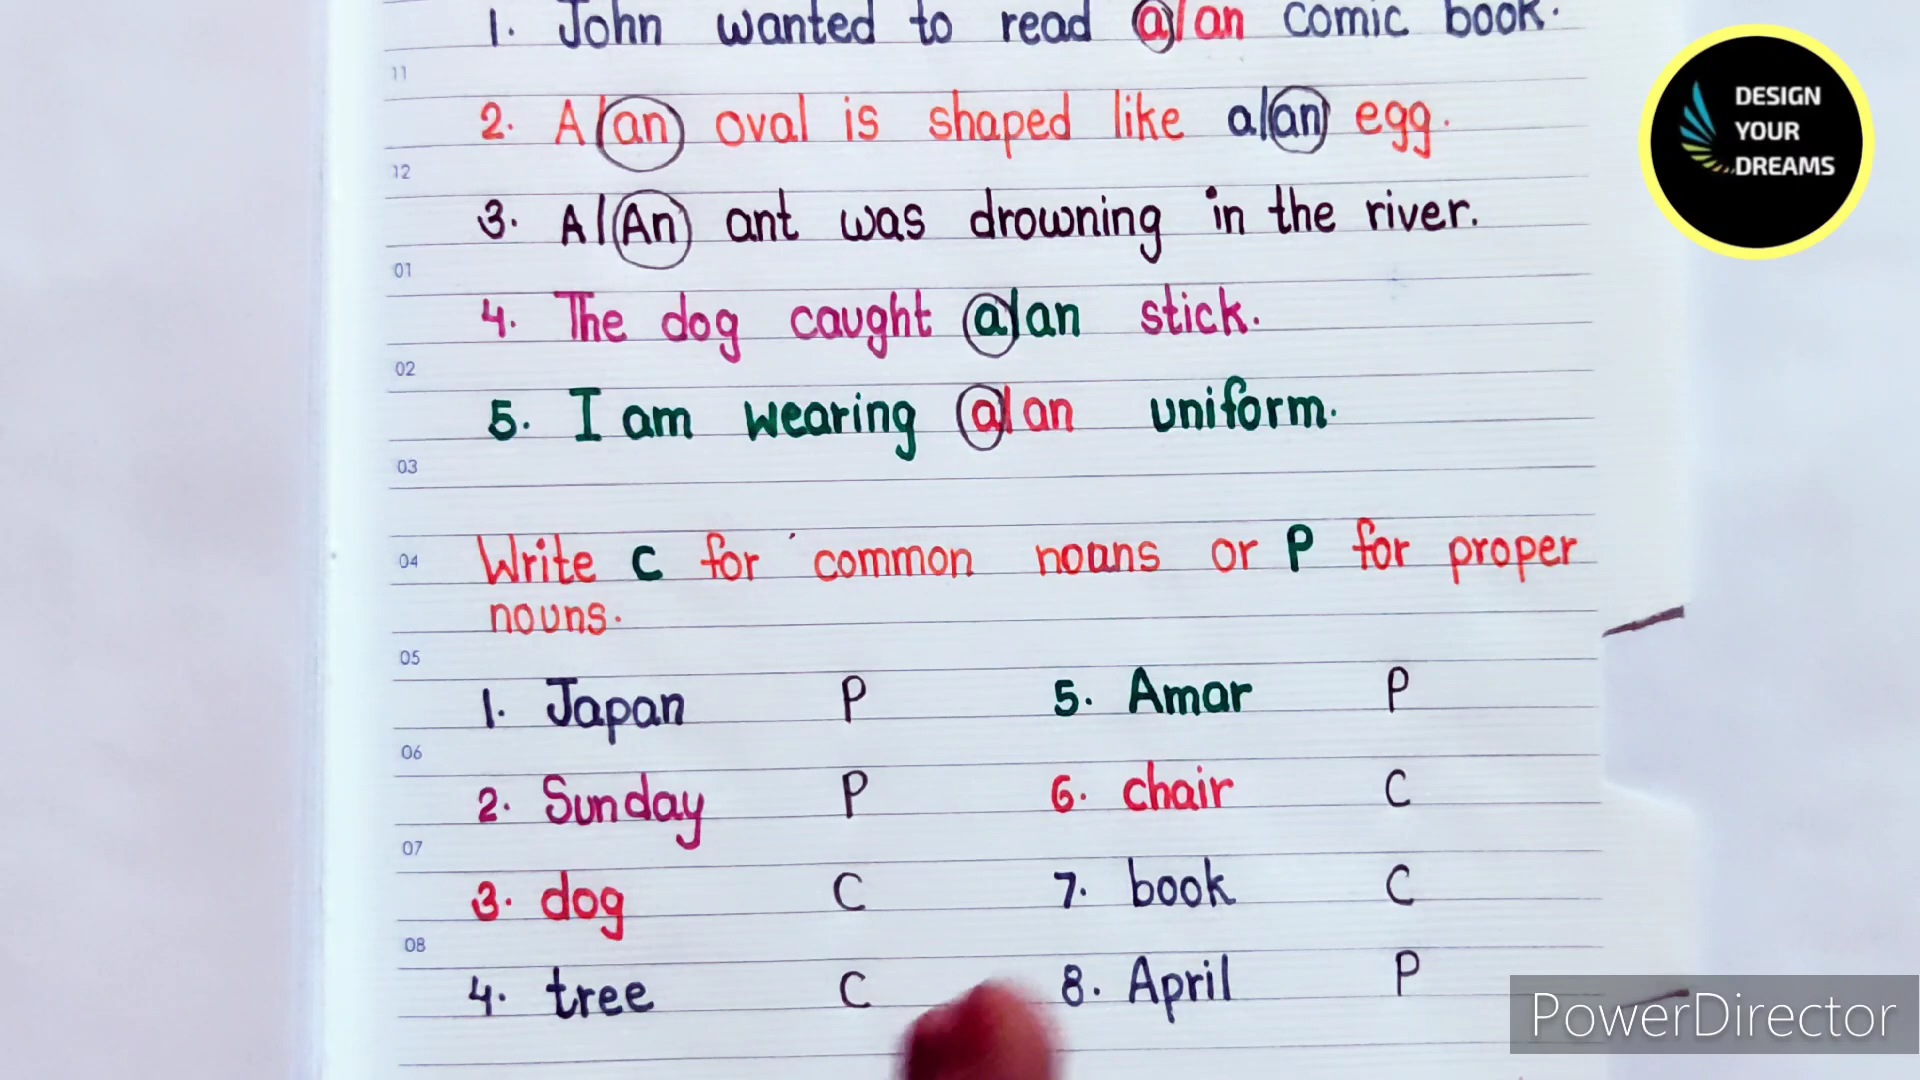 1. John wanted to read a/an comic book.
11
2. A/an oval is shaped like a/an egg.
12
3. A/An ant was drowning in the river.
01
4. The dog caught a/an stick.
02
5. I am wearing a/an uniform.
03
04
Write C for common nouns or P for proper
nouns.
05
1. Japan P 5. Amar P
06
2. Sunday P 6. chair C
07
3. dog C 7. book C
08
4. tree C 8. April P
DESIGN
YOUR
DREAMS
PowerDirector